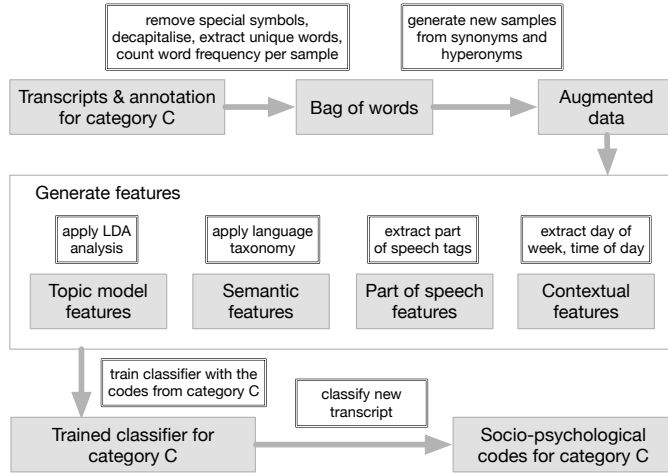 remove special symbols,
decapitalise, extract unique words,
count word frequency per sample
generate new samples
from synonyms and
hyperonyms
Transcripts & annotation
for category C
Bag of words
Augmented
data
Generate features
apply LDA
analysis
apply language
taxonomy
extract part
of speech tags
extract day of
week, time of day
Topic model
features
Semantic
features
Part of speech
features
Contextual
features
train classifier with the
codes from category C
classify new
transcript
Trained classifier for
category C
Socio-psychological
codes for category C